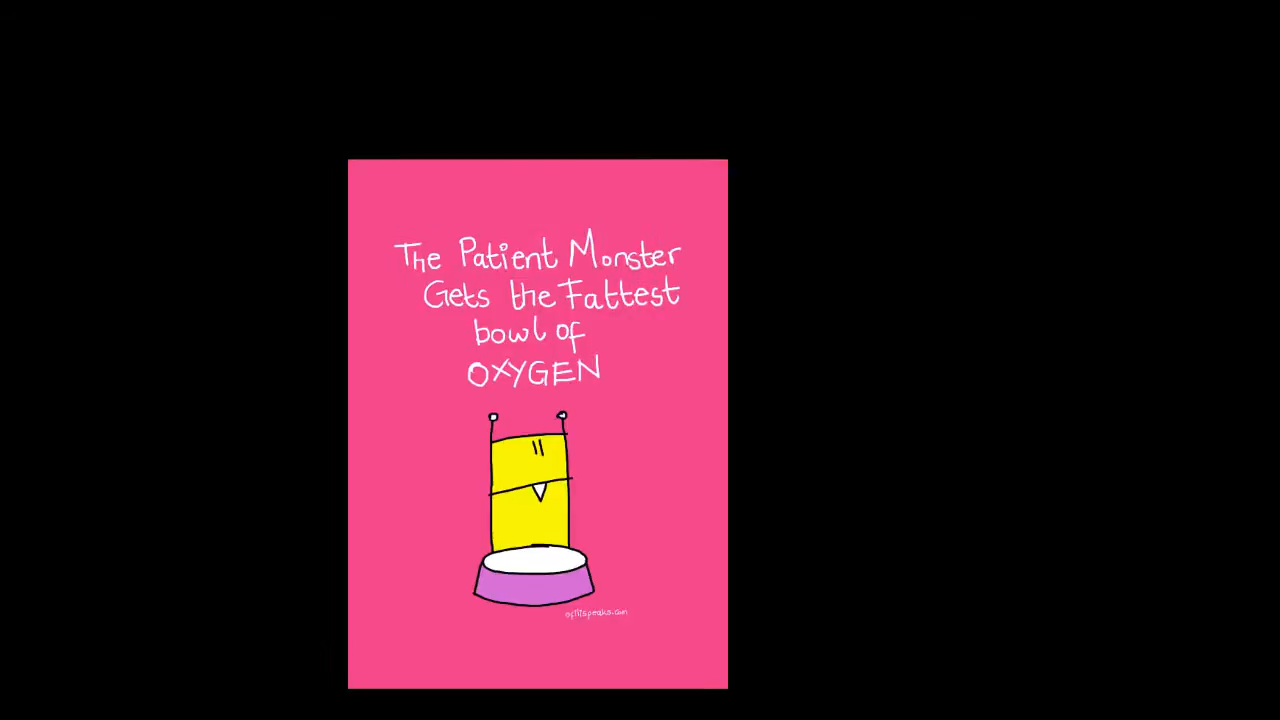 The Patient Monster
Gets the Fattest
bowl of
OXYGEN